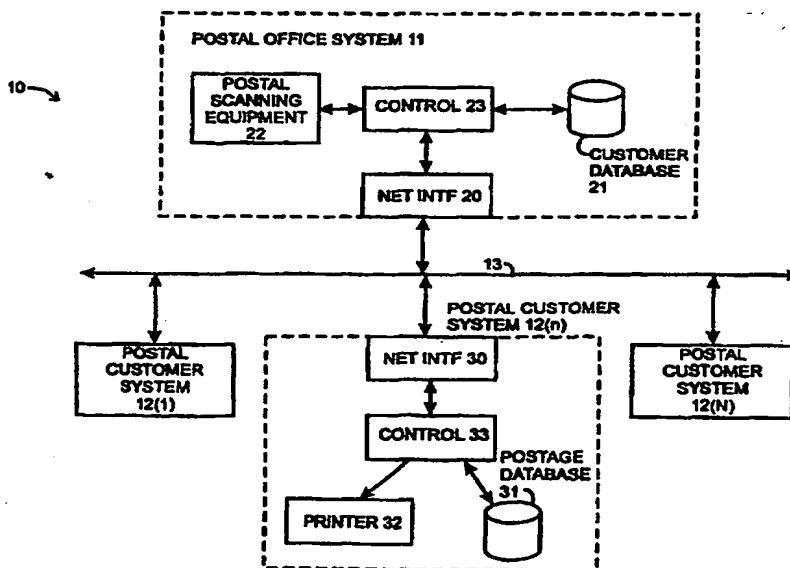 POSTAL OFFICE SYSTEM 11
10
POSTAL
SCANNING
EQUIPMENT
22
CONTROL 23
CUSTOMER
DATABASE
21
NET INTF 20
13
POSTAL CUSTOMER
SYSTEM 12(n)
POSTAL
CUSTOMER
SYSTEM
12(1)
NET INTF 30
POSTAL
CUSTOMER
SYSTEM
12(N)
CONTROL 33
POSTAGE
DATABASE
31
PRINTER 32